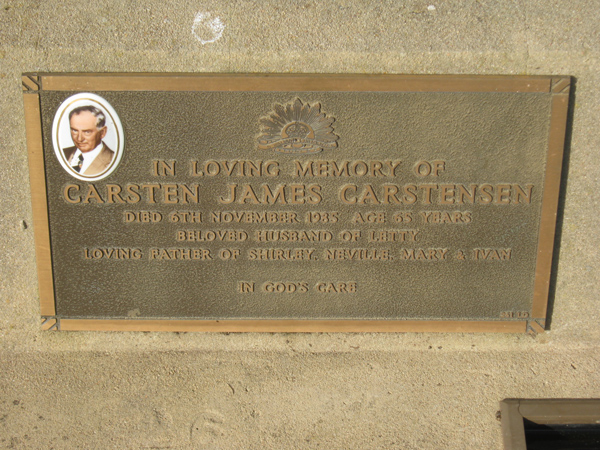 IN LOVING MEMORY OF
CARSTEN JAMES CARSTENSEN
DIED 6TH NOVEMBER 1985 AGE 65 YEARS
BELOVED HUSBAND OF LETTY
LOVING FATHER OF SHIRLEY, NEVILLE, MARY & IVAN
IN GOD'S CARE